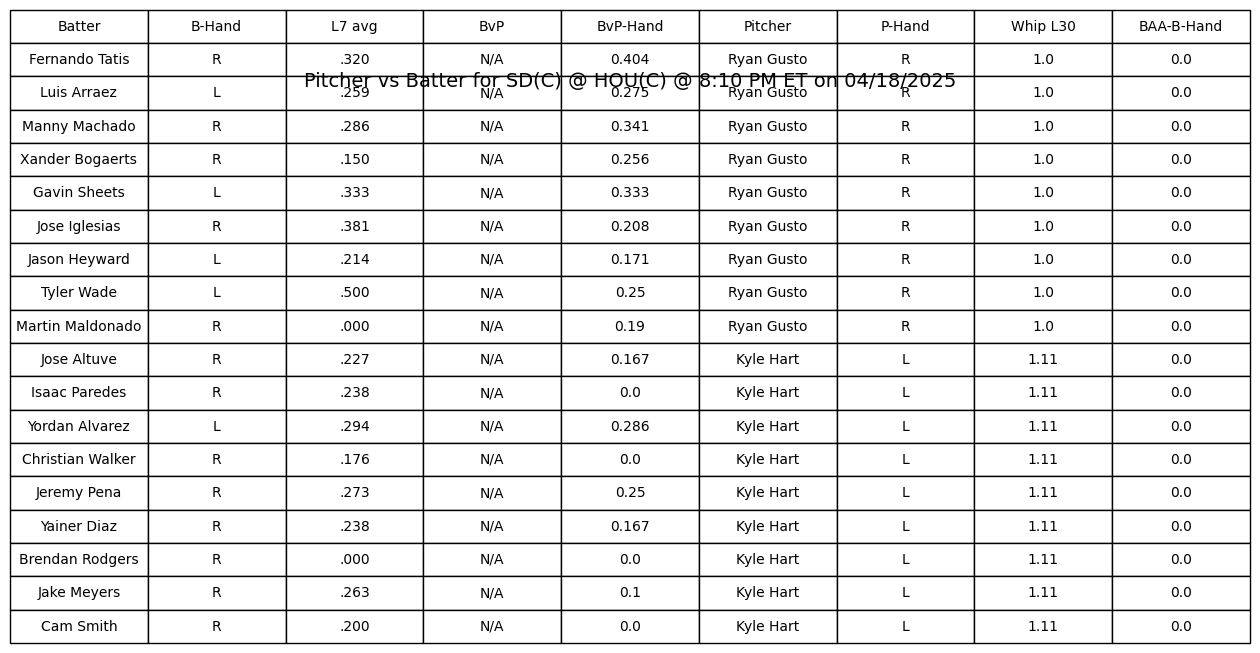 Batter B-Hand L7 avg BvP BvP-Hand Pitcher P-Hand Whip L30 BAA-B-Hand
Fernando Tatis R .320 N/A 0.404 Ryan Gusto R 1.0 0.0
Pitcher vs Batter for SD(C) @ HOU(C) @ 8:10 PM ET on 04/18/2025
Luis Arraez L .259 N/A 0.275 Ryan Gusto R 1.0 0.0
Manny Machado R .286 N/A 0.341 Ryan Gusto R 1.0 0.0
Xander Bogaerts R .150 N/A 0.256 Ryan Gusto R 1.0 0.0
Gavin Sheets L .333 N/A 0.333 Ryan Gusto R 1.0 0.0
Jose Iglesias R .381 N/A 0.208 Ryan Gusto R 1.0 0.0
Jason Heyward L .214 N/A 0.171 Ryan Gusto R 1.0 0.0
Tyler Wade L .500 N/A 0.25 Ryan Gusto R 1.0 0.0
Martin Maldonado R .000 N/A 0.19 Ryan Gusto R 1.0 0.0
Jose Altuve R .227 N/A 0.167 Kyle Hart L 1.11 0.0
Isaac Paredes R .238 N/A 0.0 Kyle Hart L 1.11 0.0
Yordan Alvarez L .294 N/A 0.286 Kyle Hart L 1.11 0.0
Christian Walker R .176 N/A 0.0 Kyle Hart L 1.11 0.0
Jeremy Pena R .273 N/A 0.25 Kyle Hart L 1.11 0.0
Yainer Diaz R .238 N/A 0.167 Kyle Hart L 1.11 0.0
Brendan Rodgers R .000 N/A 0.0 Kyle Hart L 1.11 0.0
Jake Meyers R .263 N/A 0.1 Kyle Hart L 1.11 0.0
Cam Smith R .200 N/A 0.0 Kyle Hart L 1.11 0.0